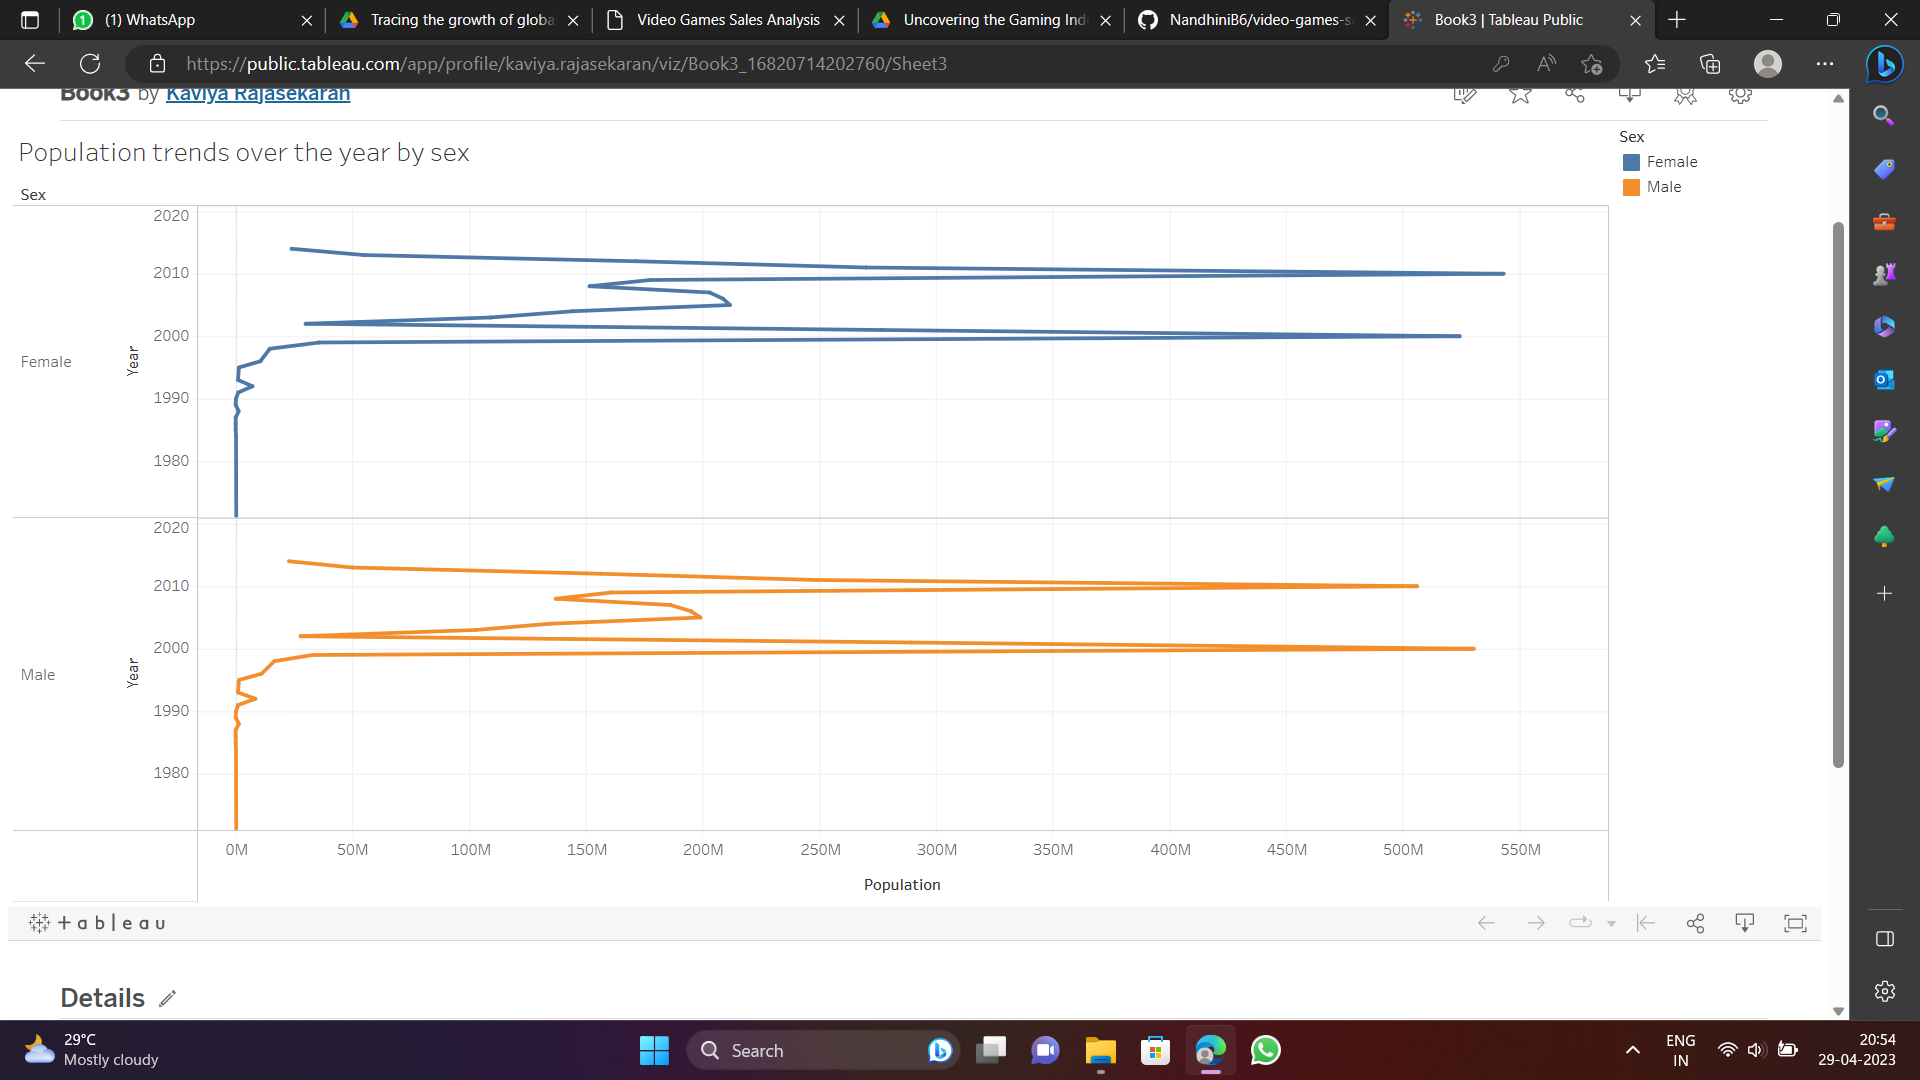 (1) WhatsApp
Tracing the growth of globa
Video Games Sales Analysis
Uncovering the Gaming Ind
NandhiniB6/video-games-s
Book3 | Tableau Public
https://public.tableau.com/app/profile/kaviya.rajasekaran/viz/Book3_16820714202760/Sheet3
Book3 by Kaviya Rajasekaran
Population trends over the year by sex
Sex
Female
Male
Sex
Female
Year
2020
2010
2000
1990
1980
Male
Year
2020
2010
2000
1990
1980
0M 50M 100M 150M 200M 250M 300M 350M 400M 450M 500M 550M
Population
+ableau
Details
29°C
Mostly cloudy
Search
ENG
IN
20:54
29-04-2023